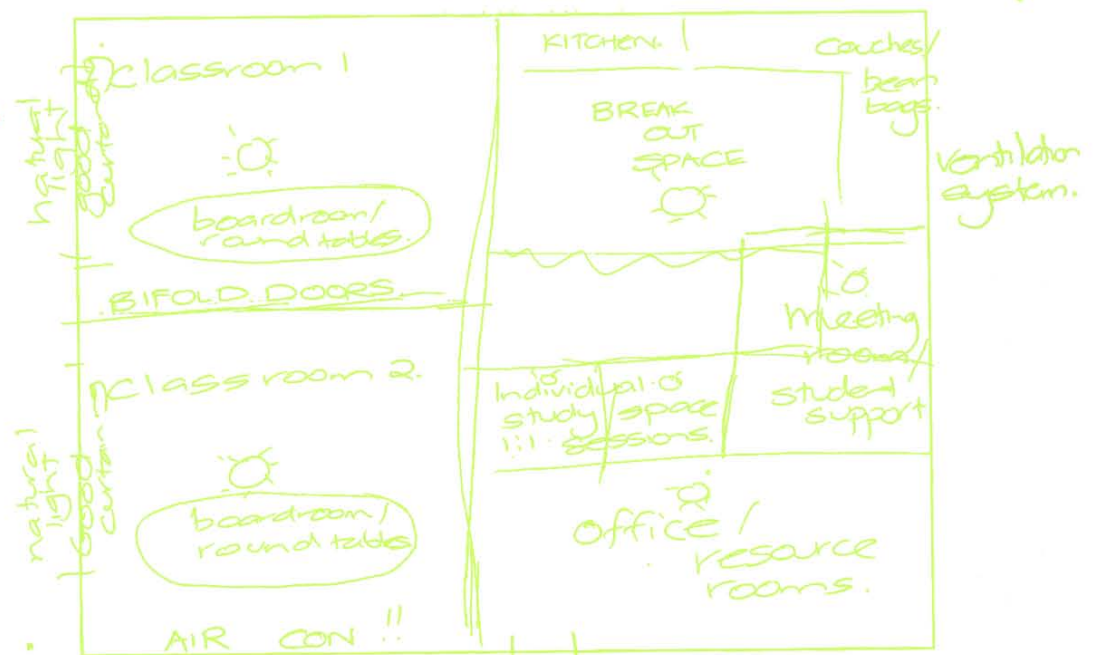 Classroom 1
natural
light
good
curtains
boardroom/
round tables.
BIFOLD DOORS
Classroom 2.
natural
light
Good
curtain
boardroom/
round tables
AIR CON !!
KITCHEN.
Couches/
bean
bags.
BREAK
OUT
SPACE
Ventilation
system.
Meeting
rooms/
student
support
Individual
study space
1:1 sessions.
Office/
resource
rooms.